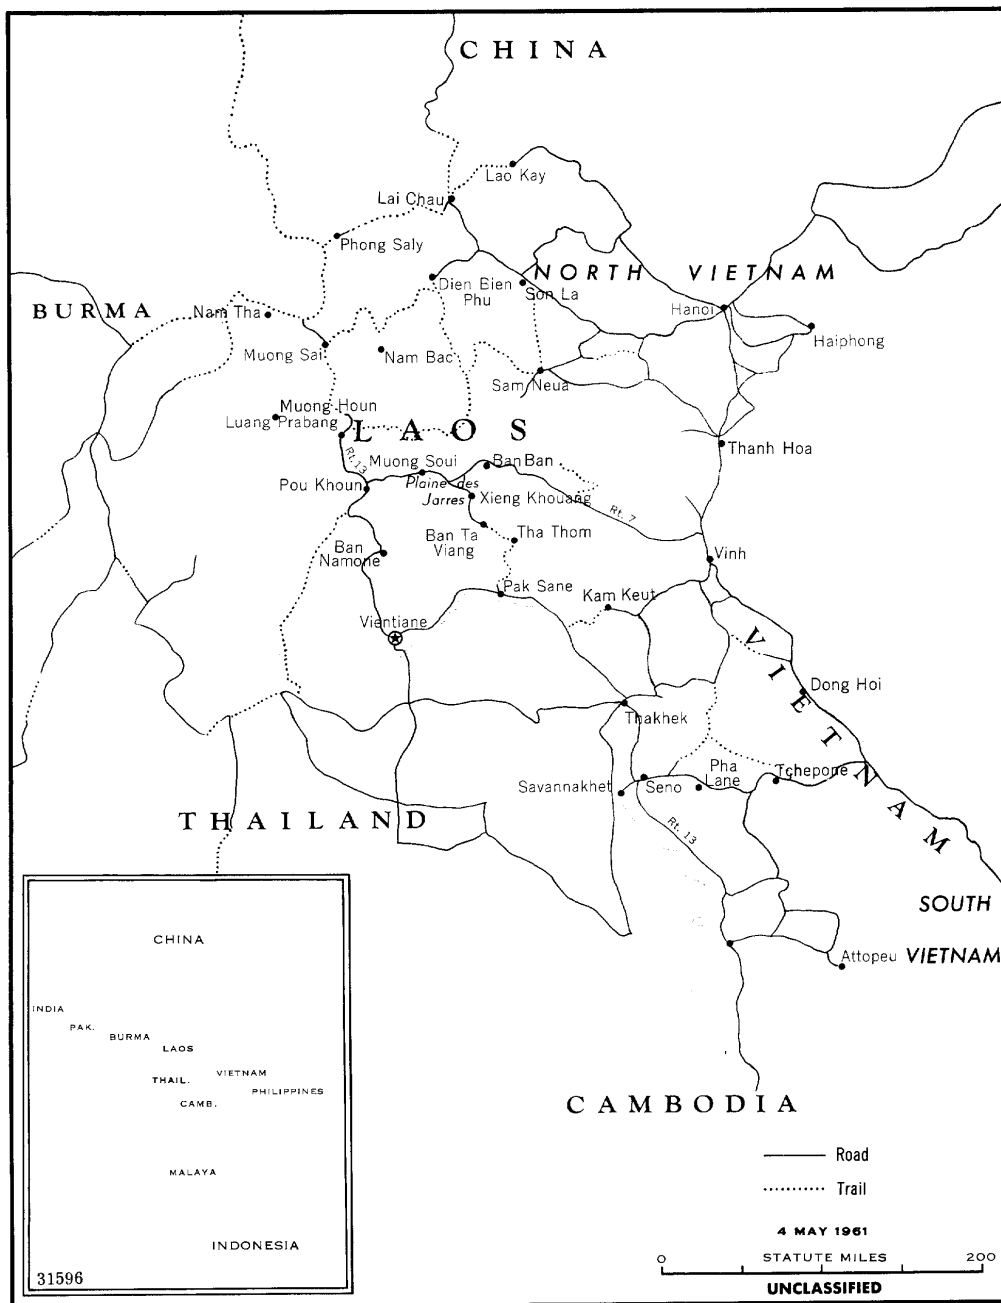 CHINA
Lao Kay
Lai Chau
Phong Saly
NORTH VIETNAM
Dien Bien
Phu
Son La
BURMA
Nam Tha
Hanoi
Haiphong
Muong Sai
Nam Bac
Sam Neua
Muong Houn
Luang Prabang
LAOS
Thanh Hoa
Rt. 13
Muong Soui
Ban Ban
Plaine des
Jarres
Pou Khoun
Xieng Khouang
Rt. 7
Ban Ta
Viang
Tha Thom
Ban
Namone
Vinh
Pak Sane
Kam Keut
Vientiane
VIETNAM
Dong Hoi
Thakhek
Pha
Lane
Tchepone
Savannakhet
Seno
THAILAND
Rt. 13
SOUTH
VIETNAM
Attopeu
CAMBODIA
CHINA
INDIA
PAK.
BURMA
LAOS
THAIL.
VIETNAM
PHILIPPINES
CAMB.
MALAYA
INDONESIA
31596
Road
Trail
4 MAY 1961
0 STATUTE MILES 200
UNCLASSIFIED